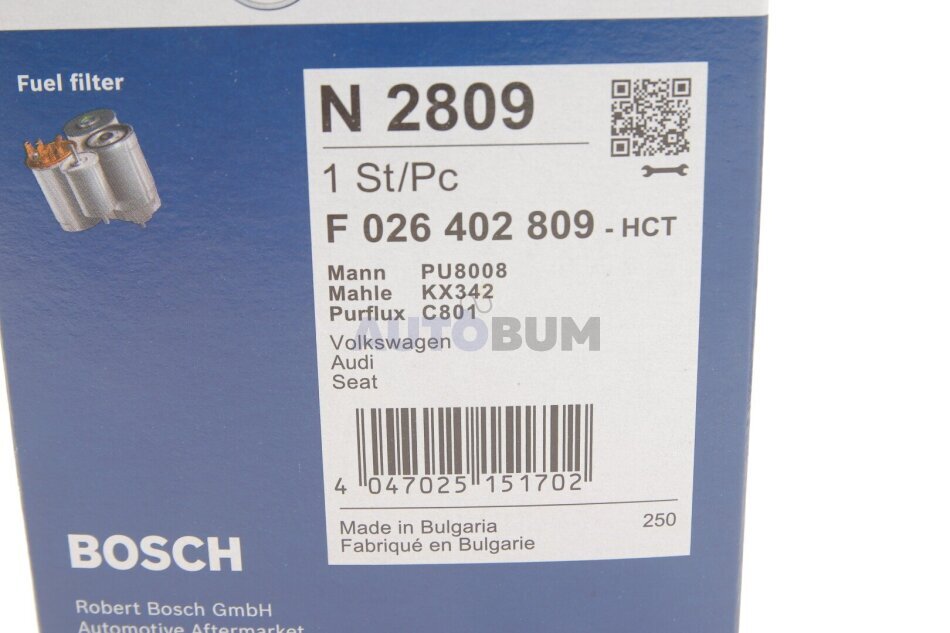 Fuel filter
N 2809
1 St/Pc
F 026 402 809 - HCT
Mann PU8008
Mahle KX342
Purflux C801
AUTOBUM
Volkswagen
Audi
Seat
4 047025 151702
Made in Bulgaria 250
Fabriqué en Bulgarie
BOSCH
Robert Bosch GmbH
Automotive Aftermarket